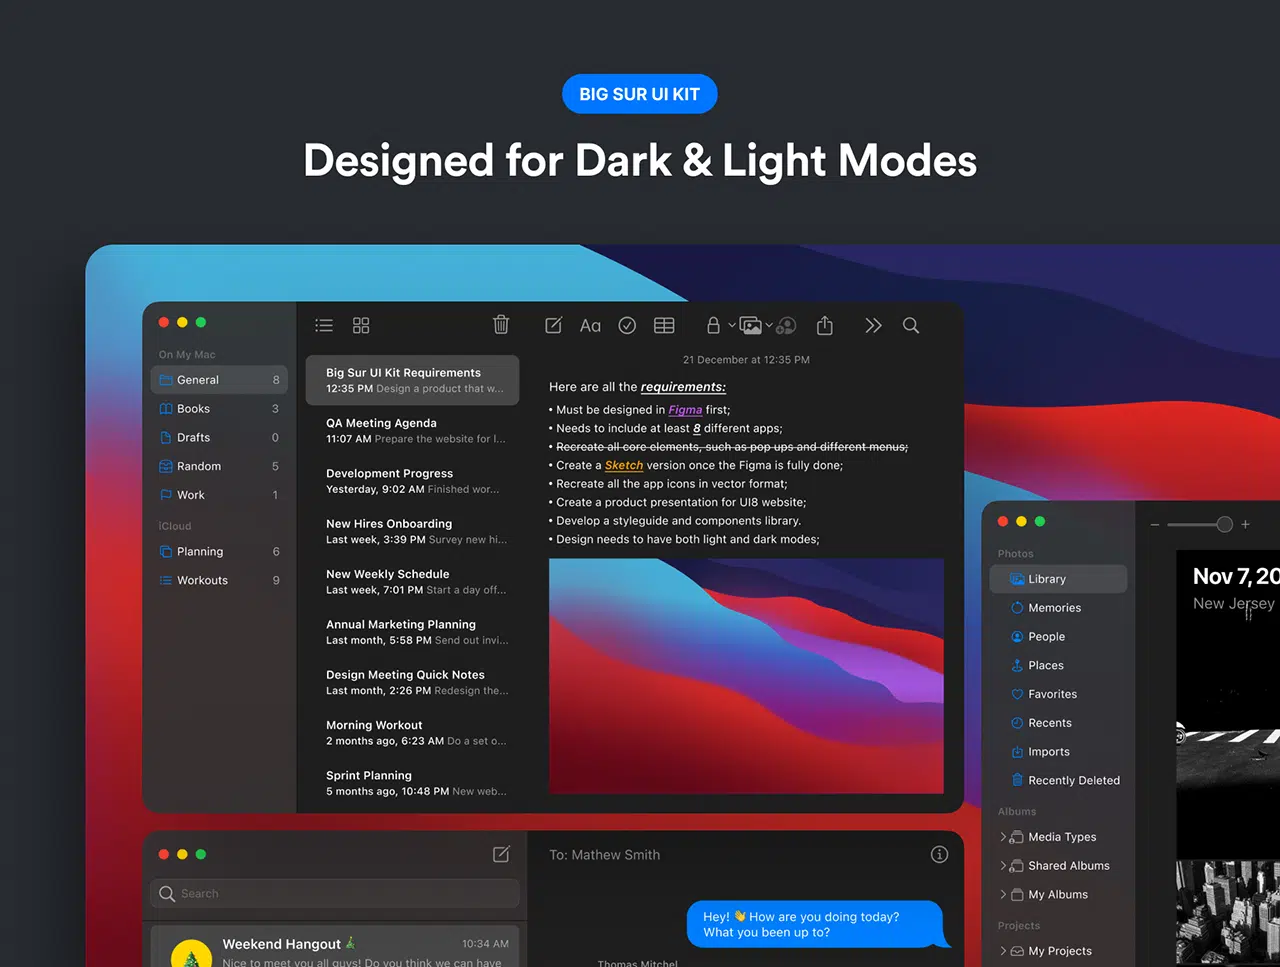 BIG SUR UI KIT
Designed for Dark & Light Modes
On My Mac
General 8
Books 3
Drafts 0
Random 5
Work 1
iCloud
Planning 6
Workouts 9
Big Sur UI Kit Requirements
12:35 PM Design a product that w...
QA Meeting Agenda
11:07 AM Prepare the website for l...
Development Progress
Yesterday, 9:02 AM Finished wor...
New Hires Onboarding
Last week, 3:39 PM Survey new hi...
New Weekly Schedule
Last week, 7:01 PM Start a day off...
Annual Marketing Planning
Last month, 5:58 PM Send out invi...
Design Meeting Quick Notes
Last month, 2:26 PM Redesign the...
Morning Workout
2 months ago, 6:23 AM Do a set o...
Sprint Planning
5 months ago, 10:48 PM New web...
Aa
21 December at 12:35 PM
Here are all the requirements:
• Must be designed in Figma first;
• Needs to include at least 8 different apps;
• Recreate all core elements, such as pop ups and different menus;
• Create a Sketch version once the Figma is fully done;
• Recreate all the app icons in vector format;
• Create a product presentation for UI8 website;
• Develop a styleguide and components library.
• Design needs to have both light and dark modes;
Photos
Library
Memories
People
Places
Favorites
Recents
Imports
Recently Deleted
Albums
Media Types
Shared Albums
My Albums
Projects
My Projects
Nov 7, 20
New Jersey
Search
Weekend Hangout 10:34 AM
Nice to meet you all guys! Do you think we can have
To: Mathew Smith
Hey! 👋 How are you doing today?
What you been up to?
Thomas Mitchel